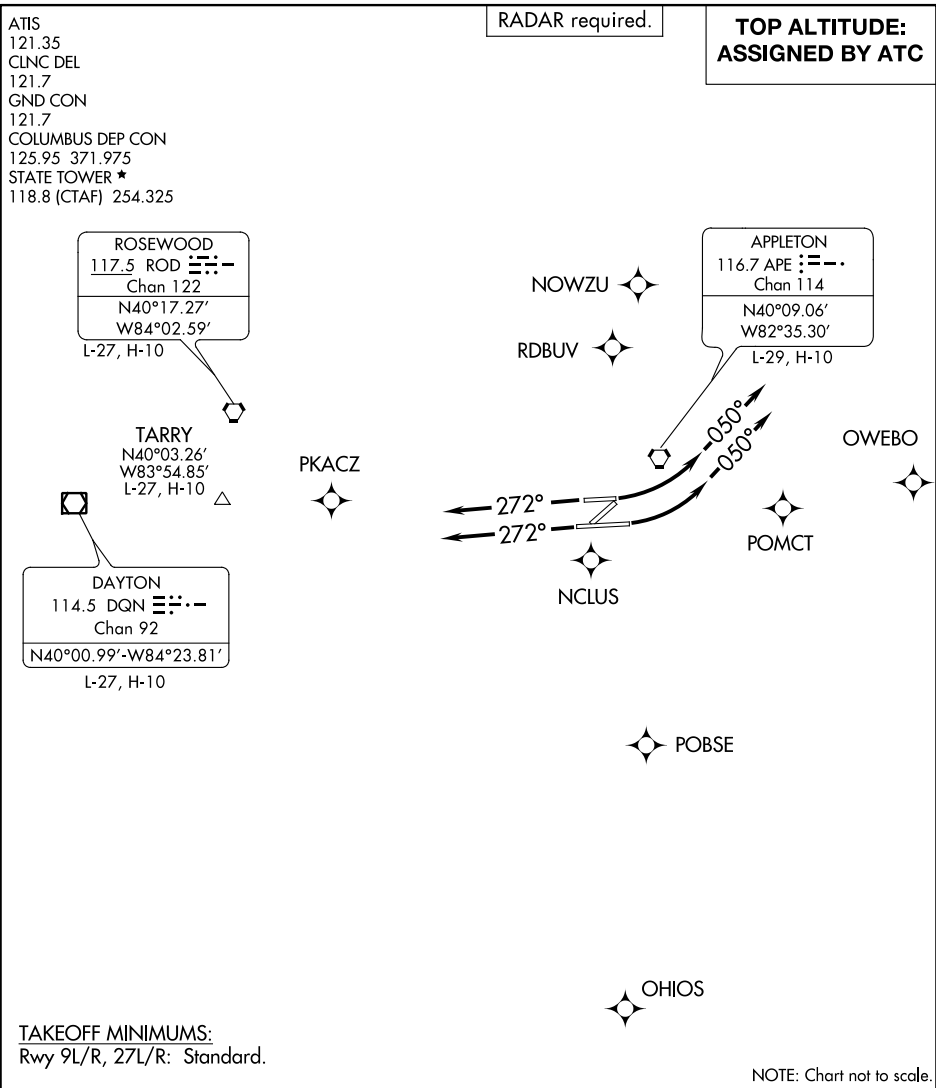 ATIS
121.35
CLNC DEL
121.7
GND CON
121.7
COLUMBUS DEP CON
125.95 371.975
STATE TOWER ★
118.8 (CTAF) 254.325
RADAR required.
TOP ALTITUDE:
ASSIGNED BY ATC
ROSEWOOD
117.5 ROD
Chan 122
N40°17.27'
W84°02.59'
L-27, H-10
NOWZU
RDBUV
APPLETON
116.7 APE
Chan 114
N40°09.06'
W82°35.30'
L-29, H-10
TARRY
N40°03.26'
W83°54.85'
L-27, H-10
PKACZ
272°
272°
050°
050°
OWEBO
POMCT
NCLUS
DAYTON
114.5 DQN
Chan 92
N40°00.99'-W84°23.81'
L-27, H-10
POBSE
OHIOS
TAKEOFF MINIMUMS:
Rwy 9L/R, 27L/R: Standard.
NOTE: Chart not to scale.